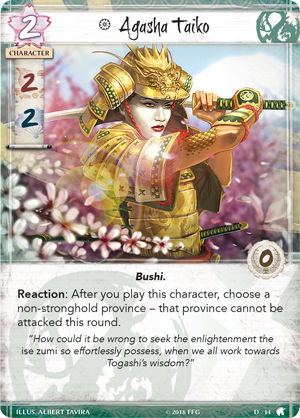 2
Agasha Taiko
CHARACTER
2
2
0
Bushi.
Reaction: After you play this character, choose a
non-stronghold province – that province cannot be
attacked this round.
"How could it be wrong to seek the enlightenment the
ise zumi so effortlessly possess, when we all work towards
Togashi's wisdom?"
ILLUS. ALBERT TAVIRA
© 2018 FFG
D 14